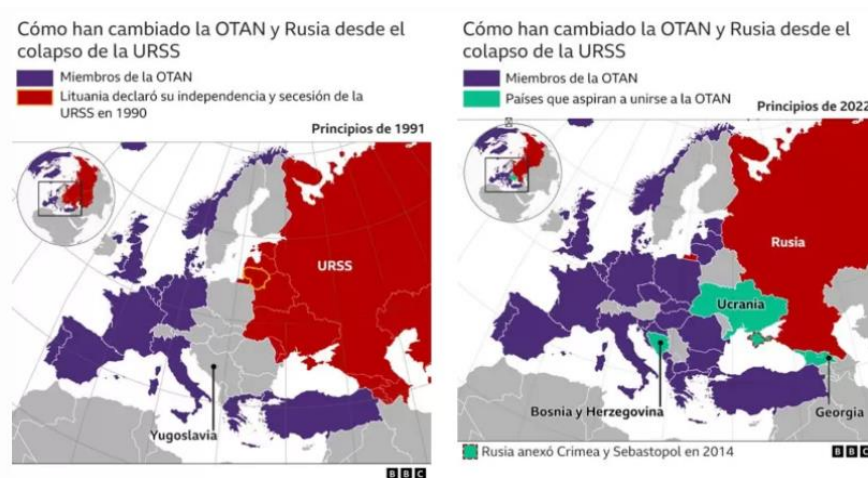 Cómo han cambiado la OTAN y Rusia desde el
colapso de la URSS
Miembros de la OTAN
Lituania declaró su independencia y secesión de la
URSS en 1990
Principios de 1991
URSS
Yugoslavia
BBC
Cómo han cambiado la OTAN y Rusia desde el
colapso de la URSS
Miembros de la OTAN
Países que aspiran a unirse a la OTAN
Principios de 2022
Rusia
Ucrania
Bosnia y Herzegovina
Georgia
Rusia anexó Crimea y Sebastopol en 2014
BBC